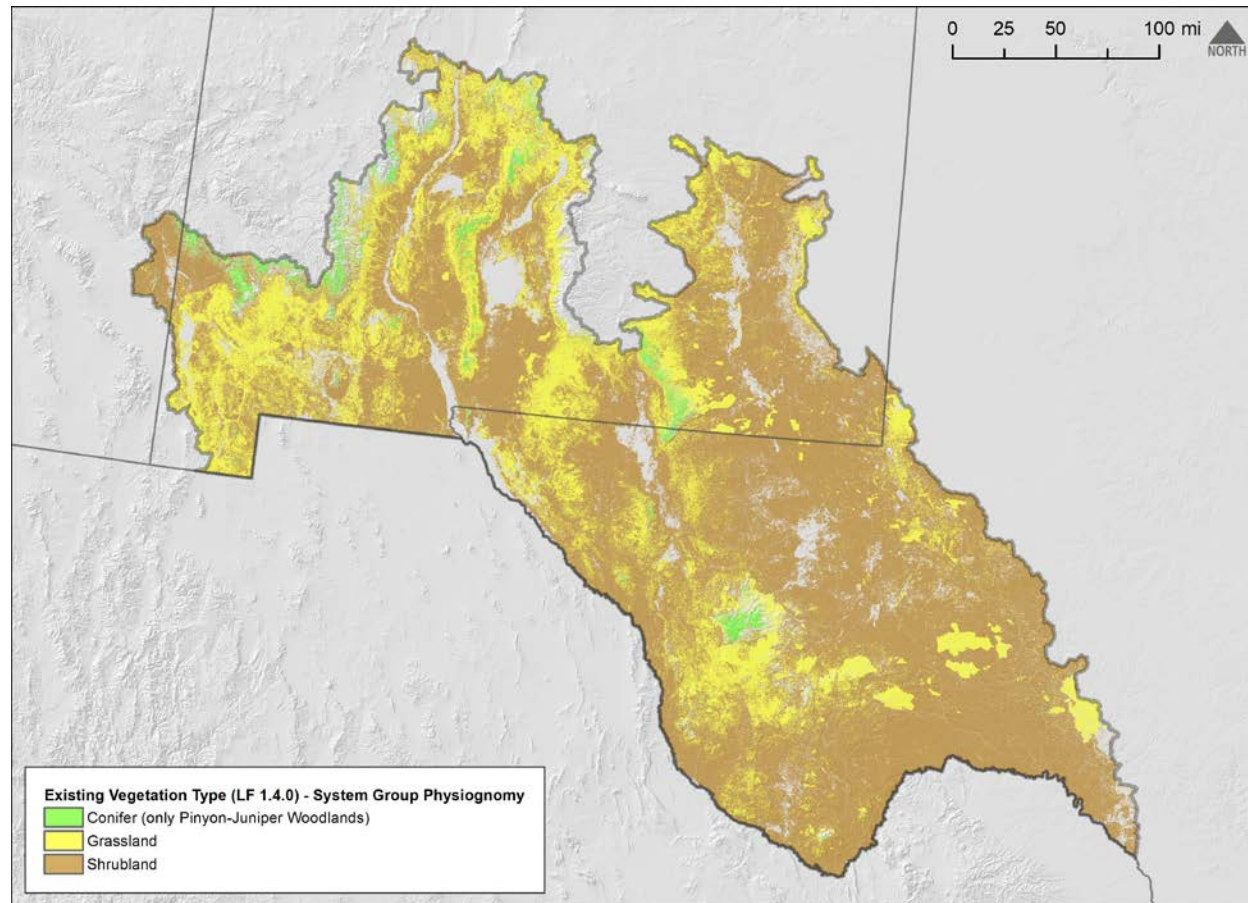 0 25 50 100 mi
NORTH
Existing Vegetation Type (LF 1.4.0) - System Group Physiognomy
Conifer (only Pinyon-Juniper Woodlands)
Grassland
Shrubland